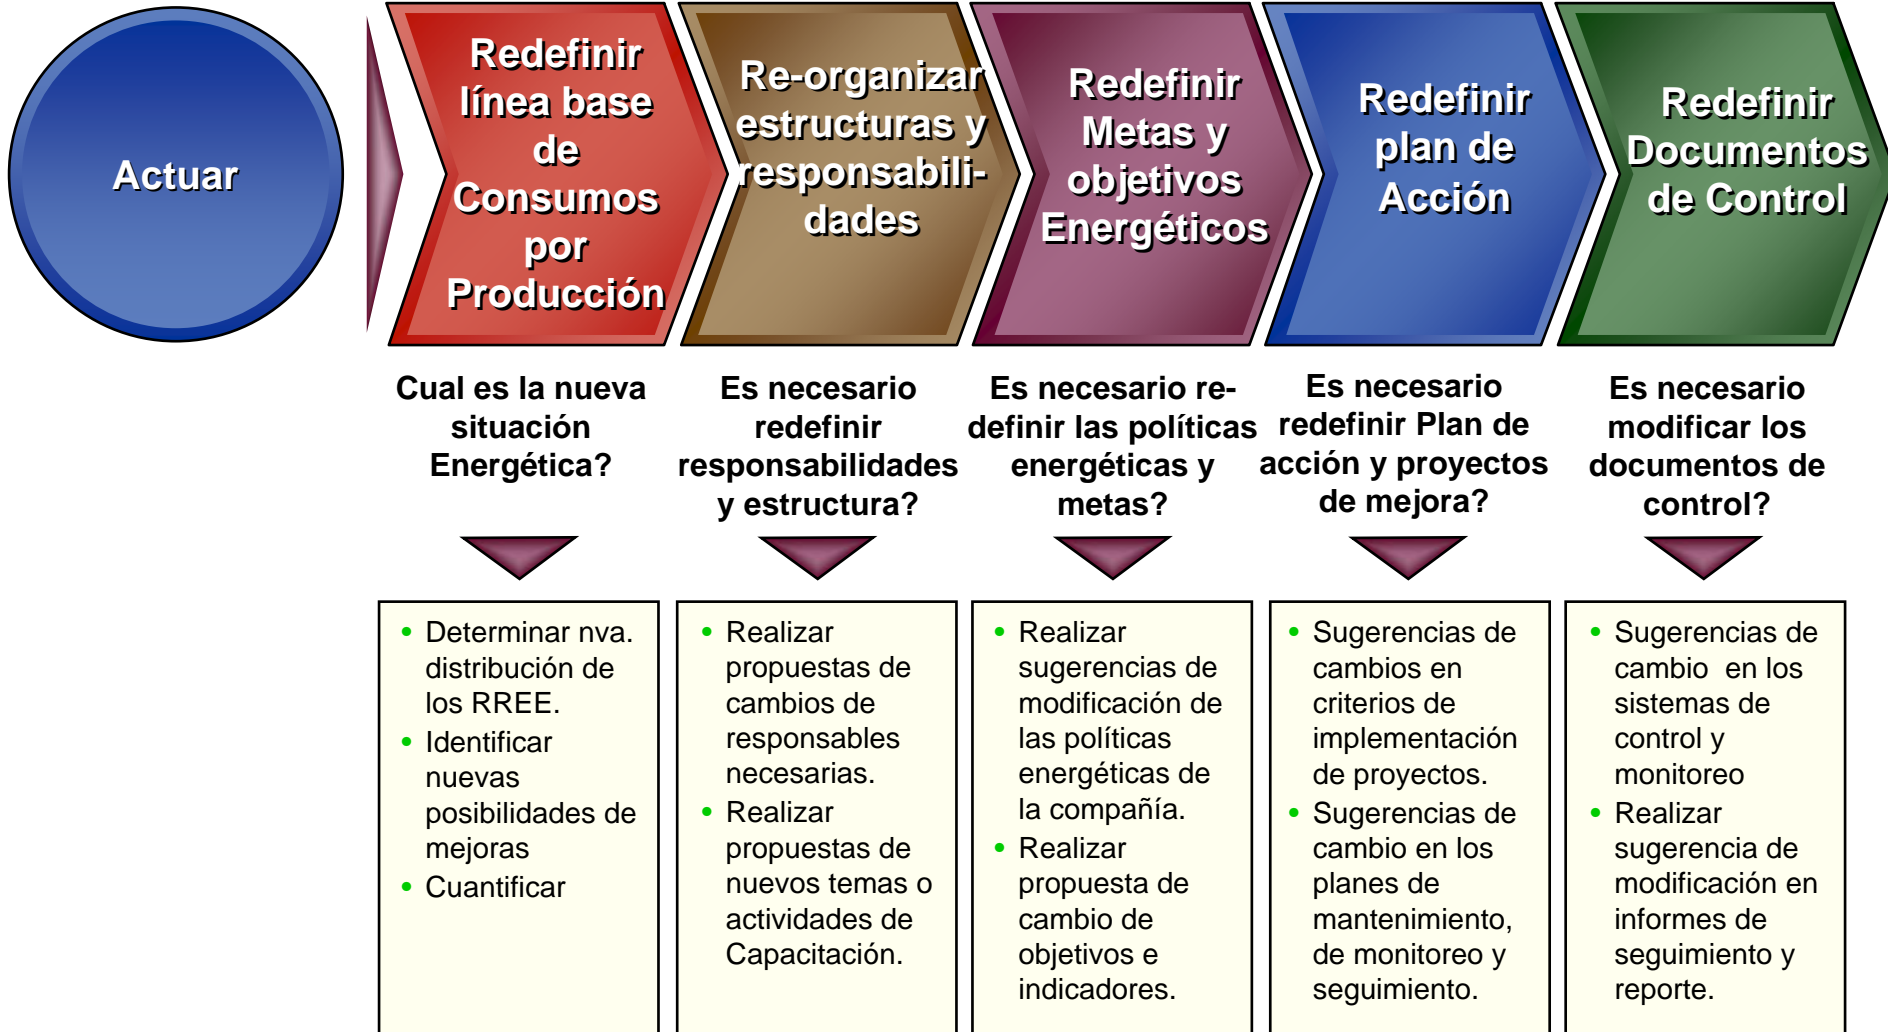 Actuar
Redefinir
línea base
de
Consumos
por
Producción
Re-organizar
estructuras y
responsabili-
dades
Redefinir
Metas y
objetivos
Energéticos
Redefinir
plan de
Acción
Redefinir
Documentos
de Control
Cual es la nueva
situación
Energética?
Es necesario
redefinir
responsabilidades
y estructura?
Es necesario re-
definir las políticas
energéticas y
metas?
Es necesario
redefinir Plan de
acción y proyectos
de mejora?
Es necesario
modificar los
documentos de
control?
• Determinar nva.
distribución de
los RREE.
• Identificar
nuevas
posibilidades de
mejoras
• Cuantificar
• Realizar
propuestas de
cambios de
responsables
necesarias.
• Realizar
propuestas de
nuevos temas o
actividades de
Capacitación.
• Realizar
sugerencias de
modificación de
las políticas
energéticas de
la compañía.
• Realizar
propuesta de
cambio de
objetivos e
indicadores.
• Sugerencias de
cambios en
criterios de
implementación
de proyectos.
• Sugerencias de
cambio en los
planes de
mantenimiento,
de monitoreo y
seguimiento.
• Sugerencias de
cambio  en los
sistemas de
control y
monitoreo
• Realizar
sugerencia de
modificación en
informes de
seguimiento y
reporte.